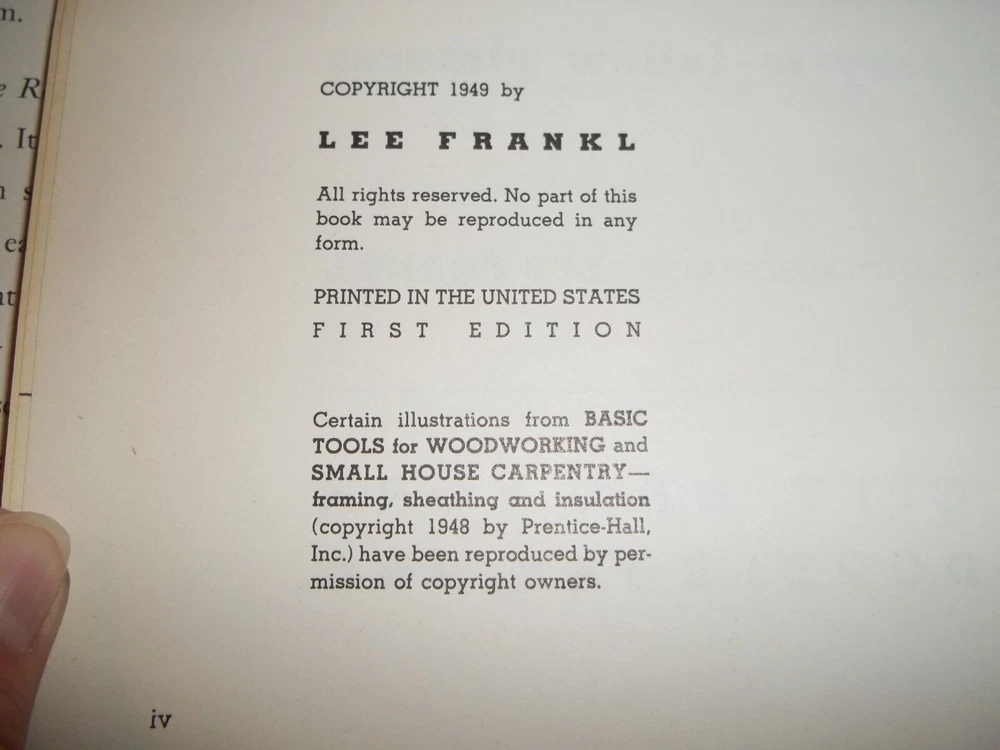 COPYRIGHT 1949 by
LEE FRANKL
All rights reserved. No part of this
book may be reproduced in any
form.
PRINTED IN THE UNITED STATES
FIRST EDITION
Certain illustrations from BASIC
TOOLS for WOODWORKING and
SMALL HOUSE CARPENTRY—
framing, sheathing and insulation
(copyright 1948 by Prentice-Hall,
Inc.) have been reproduced by per-
mission of copyright owners.
iv